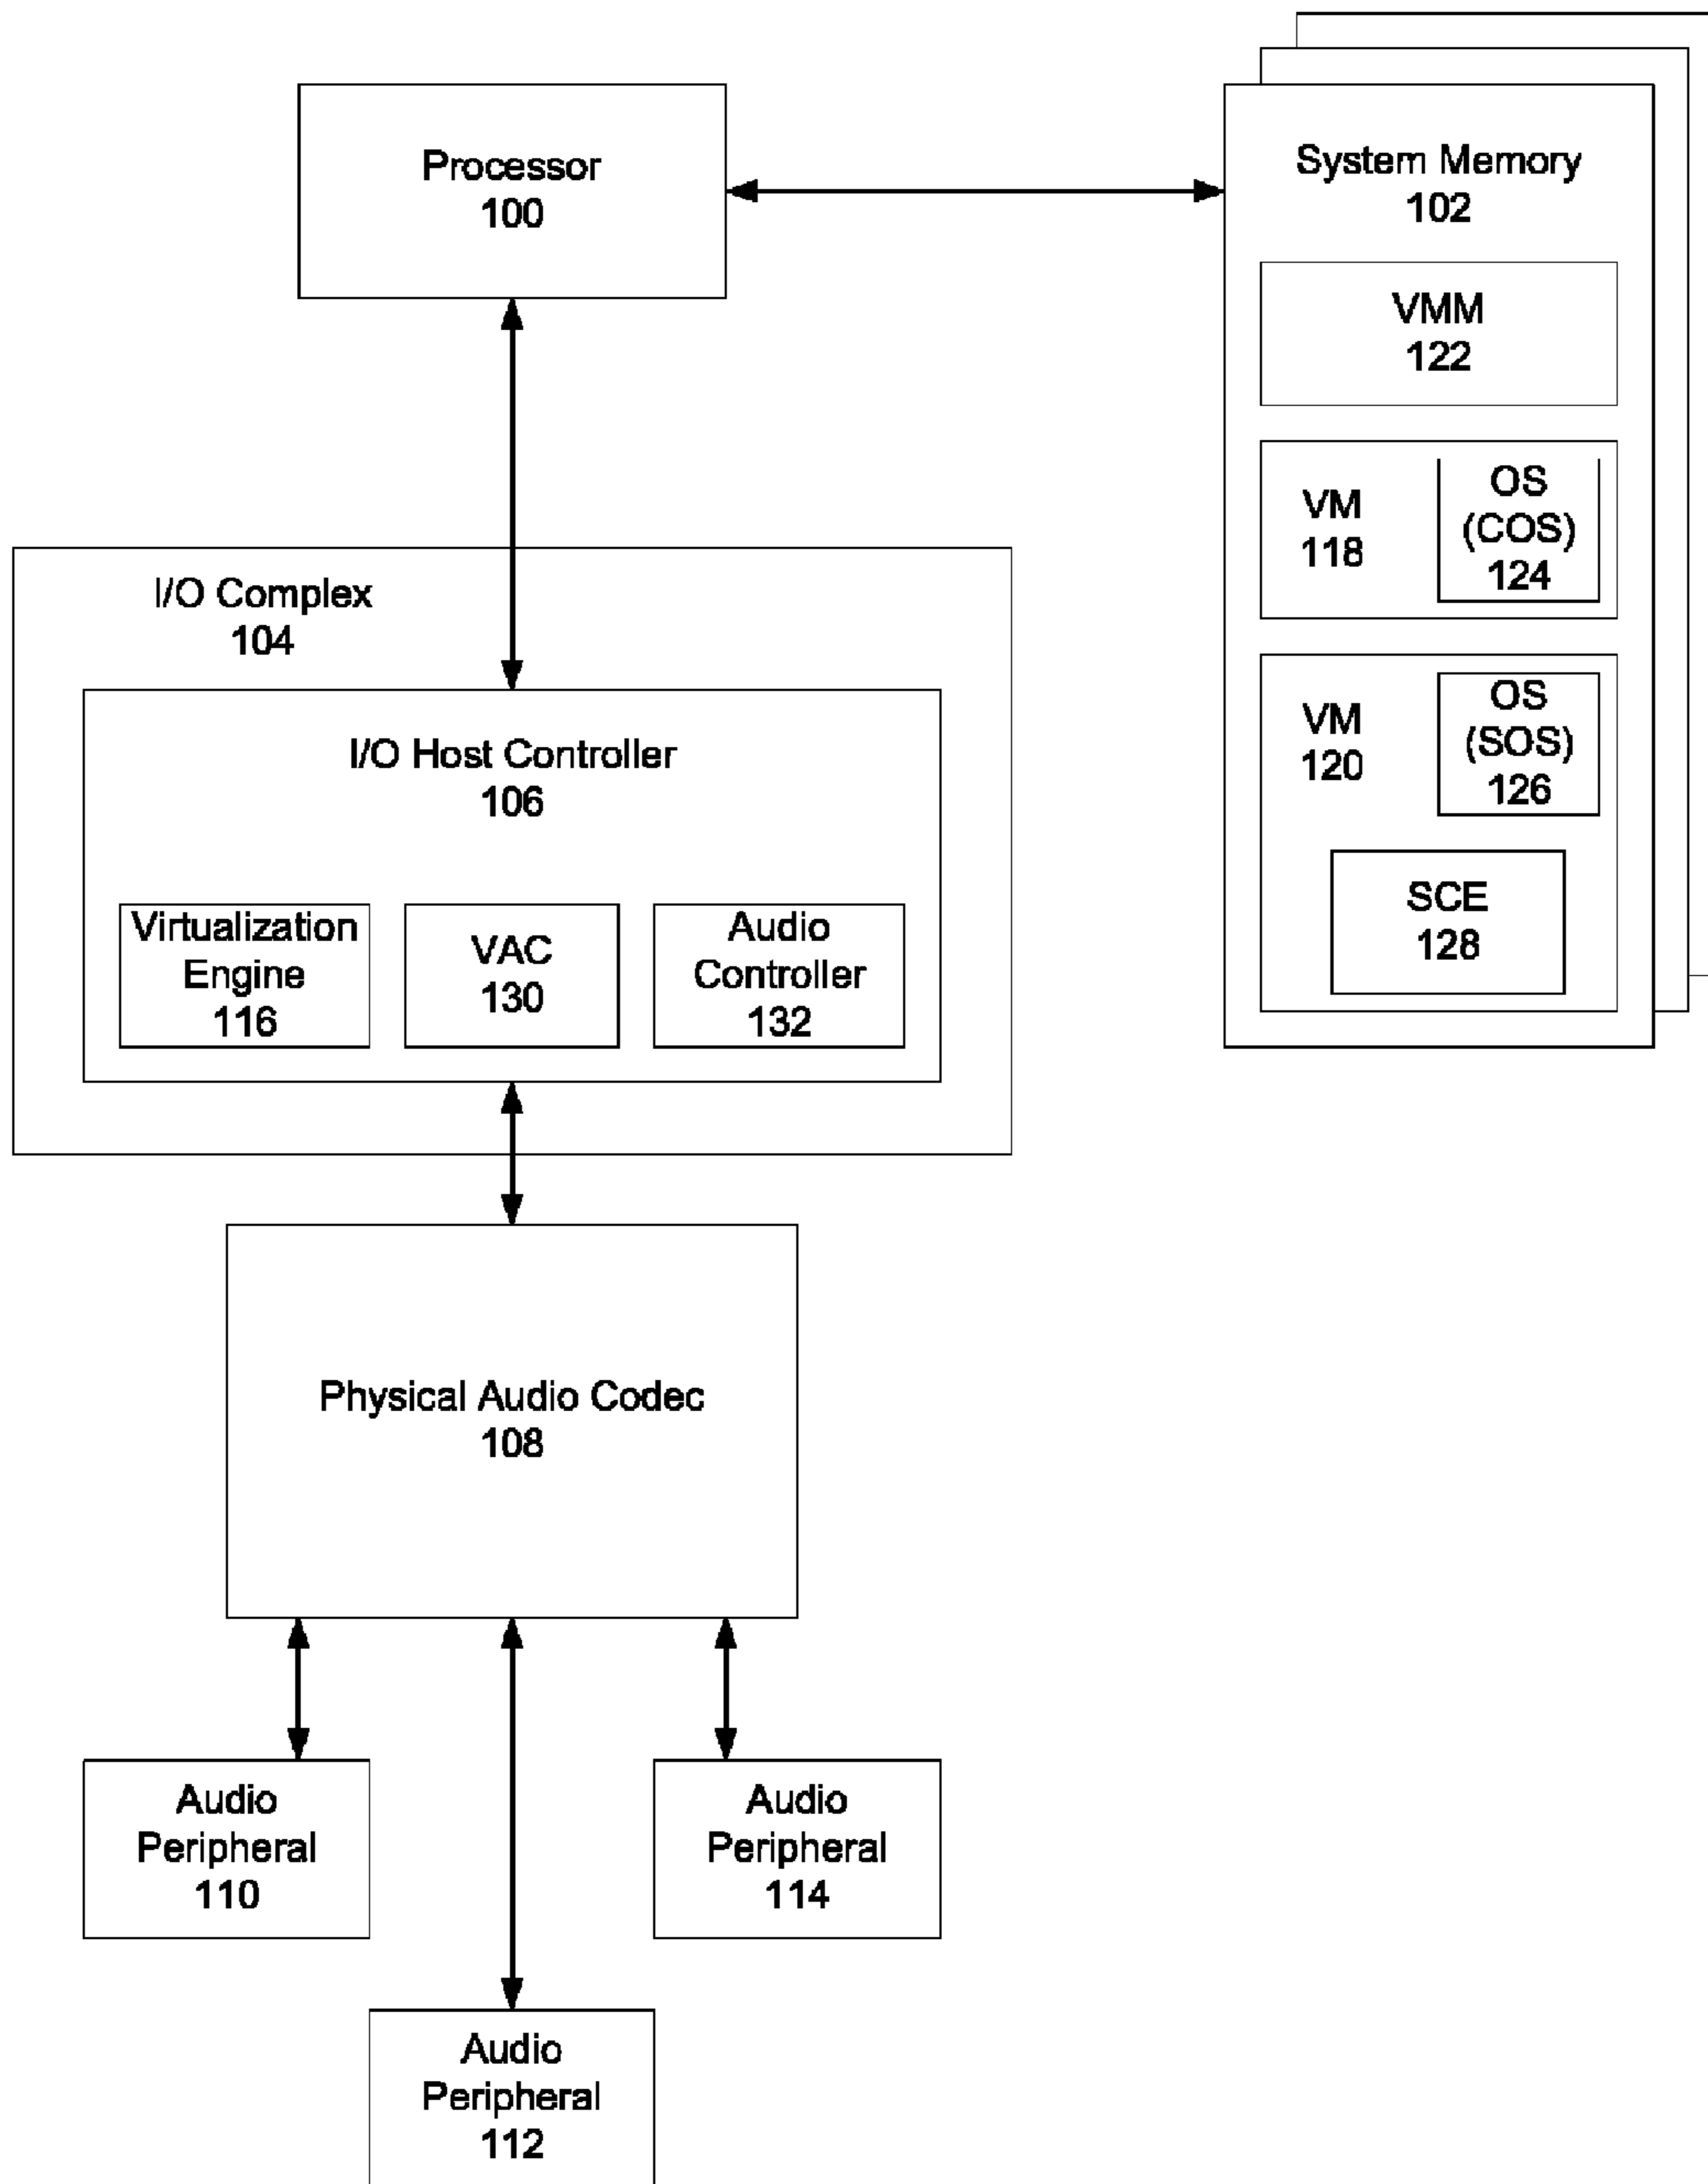 Processor
100
System Memory
102
VMM
122
VM
118
OS
(COS)
124
VM
120
OS
(SOS)
126
SCE
128
I/O Complex
104
I/O Host Controller
106
Virtualization
Engine
116
VAC
130
Audio
Controller
132
Physical Audio Codec
108
Audio
Peripheral
110
Audio
Peripheral
114
Audio
Peripheral
112